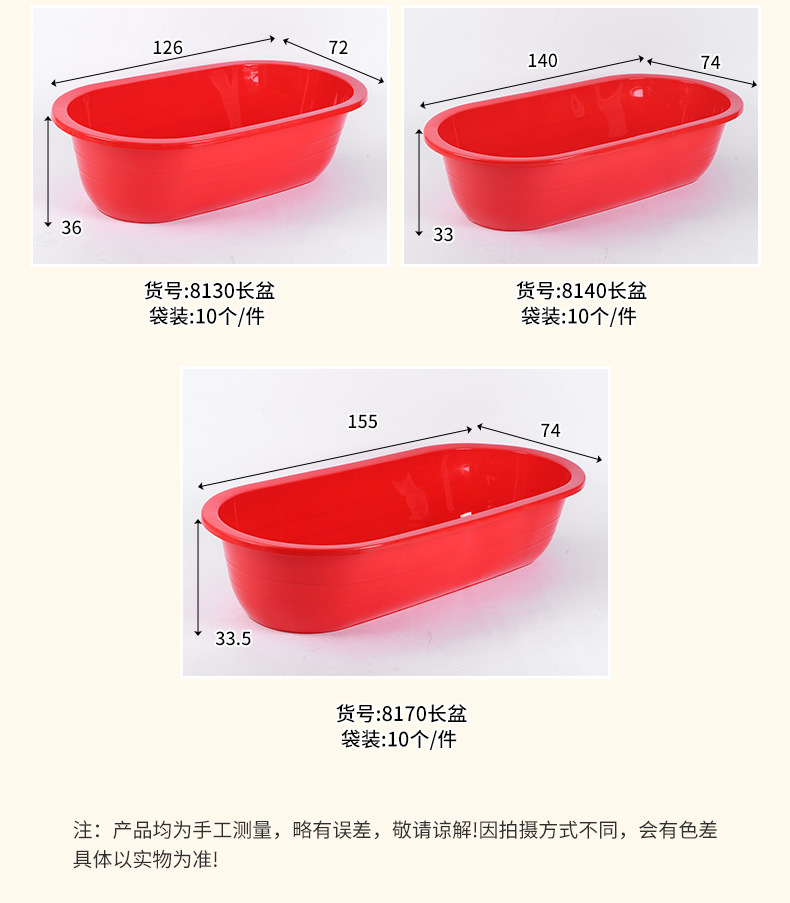 126
72
36
140
74
33
货号:8130长盆
袋装:10个/件
货号:8140长盆
袋装:10个/件
155
74
33.5
货号:8170长盆
袋装:10个/件
注：产品均为手工测量，略有误差，敬请谅解!因拍摄方式不同，会有色差
具体以实物为准!